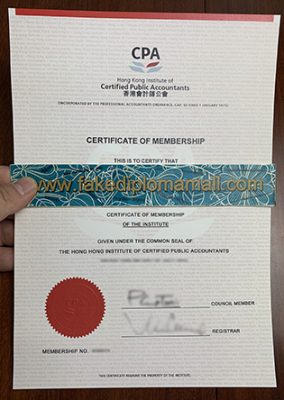 CPA
Hong Kong Institute of
Certified Public Accountants
香港會計師公會
(INCORPORATED BY THE PROFESSIONAL ACCOUNTANTS ORDINANCE, CAP. 50
CERTIFICATE OF MEMBERSHIP
THIS IS TO CERTIFY THAT
www.fakediplomamall.com
CERTIFICATE OF MEMBERSHIP
OF THE INSTITUTE
GIVEN UNDER THE COMMON SEAL OF
THE HONG KONG INSTITUTE OF CERTIFIED PUBLIC ACCOUNTANTS
COUNCIL MEMBER
REGISTRAR
CPA
MEMBERSHIP NO.
THIS CERTIFICATE REMAINS THE PROPERTY OF THE INSTITUTE.